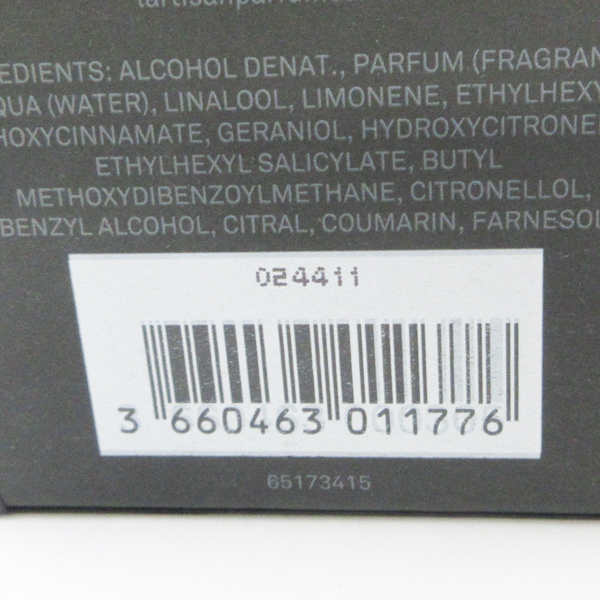 EDIENTS: ALCOHOL DENAT., PARFUM (FRAGRAN
QUA (WATER), LINALOOL, LIMONENE, ETHYLHEXY
HOXYCINNAMATE, GERANIOL, HYDROXYCITRONE
ETHYLHEXYL SALICYLATE, BUTYL
METHOXYDIBENZOYLMETHANE, CITRONELLOL,
BENZYL ALCOHOL, CITRAL, COUMARIN, FARNESOL
024411
3 660463 011776
65173415